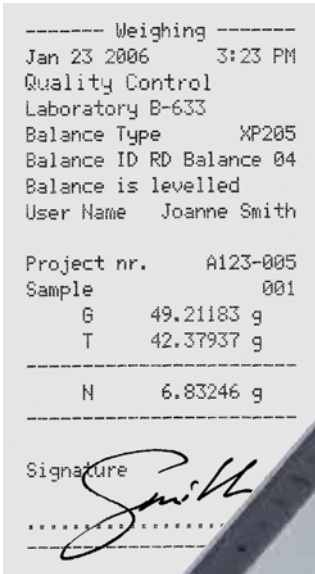 ------- Weighing -------
Jan 23 2006 3:23 PM
Quality Control
Laboratory B-633
Balance Type XP205
Balance ID RD Balance 04
Balance is levelled
User Name Joanne Smith
Project nr. A123-005
Sample 001
G 49.21183 g
T 42.37937 g
N 6.83246 g
Signature
Smith